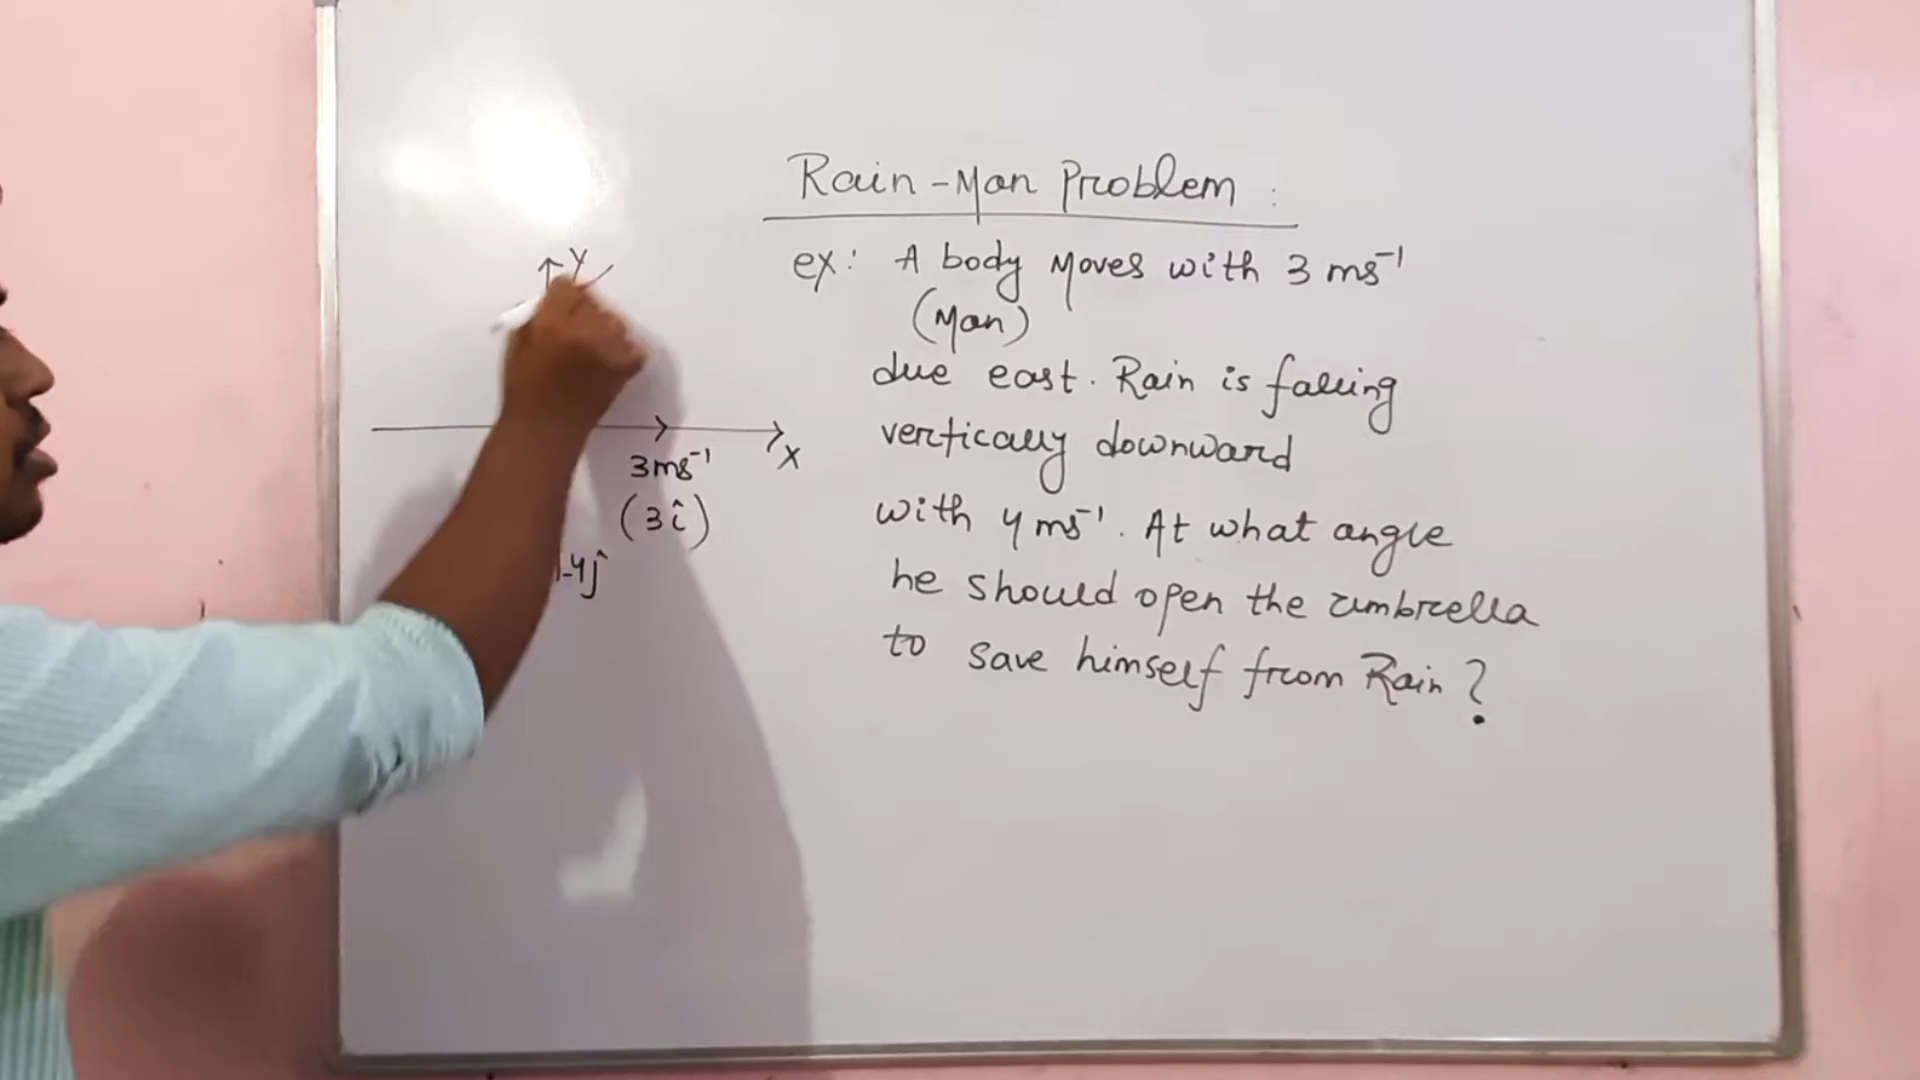 Rain-Man Problem :
ex: A body moves with 3 ms⁻¹
(Man)
due east. Rain is falling
vertically downward
with 4 ms⁻¹. At what angle
he should open the umbrella
to save himself from Rain?
Y
X
3ms⁻¹
(3î)
-4ĵ